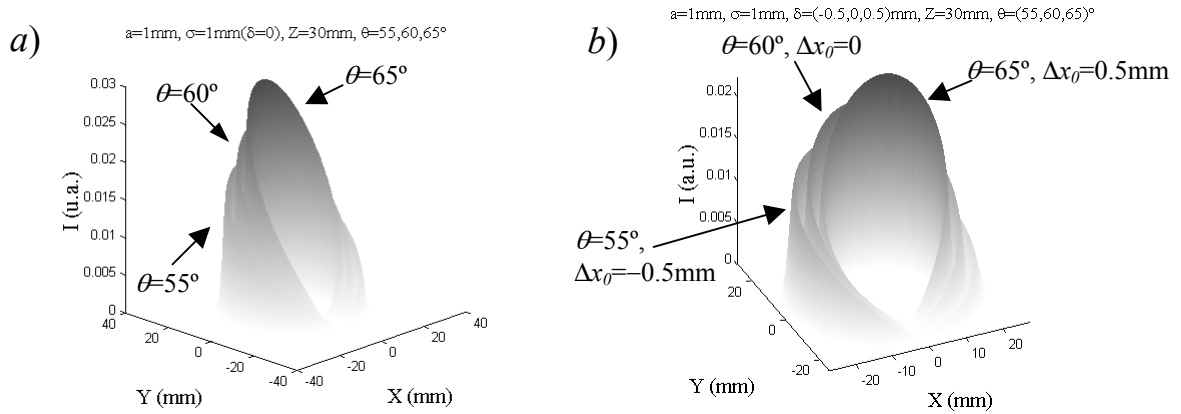 a)
a=1mm, σ=1mm(δ=0), Z=30mm, θ=55,60,65º
θ=65º
θ=60º
θ=55º
I (u.a.)
0.03
0.025
0.02
0.015
0.01
0.005
0
40
20
0
-20
-40
Y (mm)
-40
-20
0
20
40
X (mm)
b)
a=1mm, σ=1mm, δ=(-0.5,0,0.5)mm, Z=30mm, θ=(55,60,65)º
θ=60º, Δx₀=0
θ=65º, Δx₀=0.5mm
θ=55º,
Δx₀=−0.5mm
I (a.u.)
0.02
0.015
0.01
0.005
0
20
0
-20
Y (mm)
-20
-10
0
10
20
X (mm)